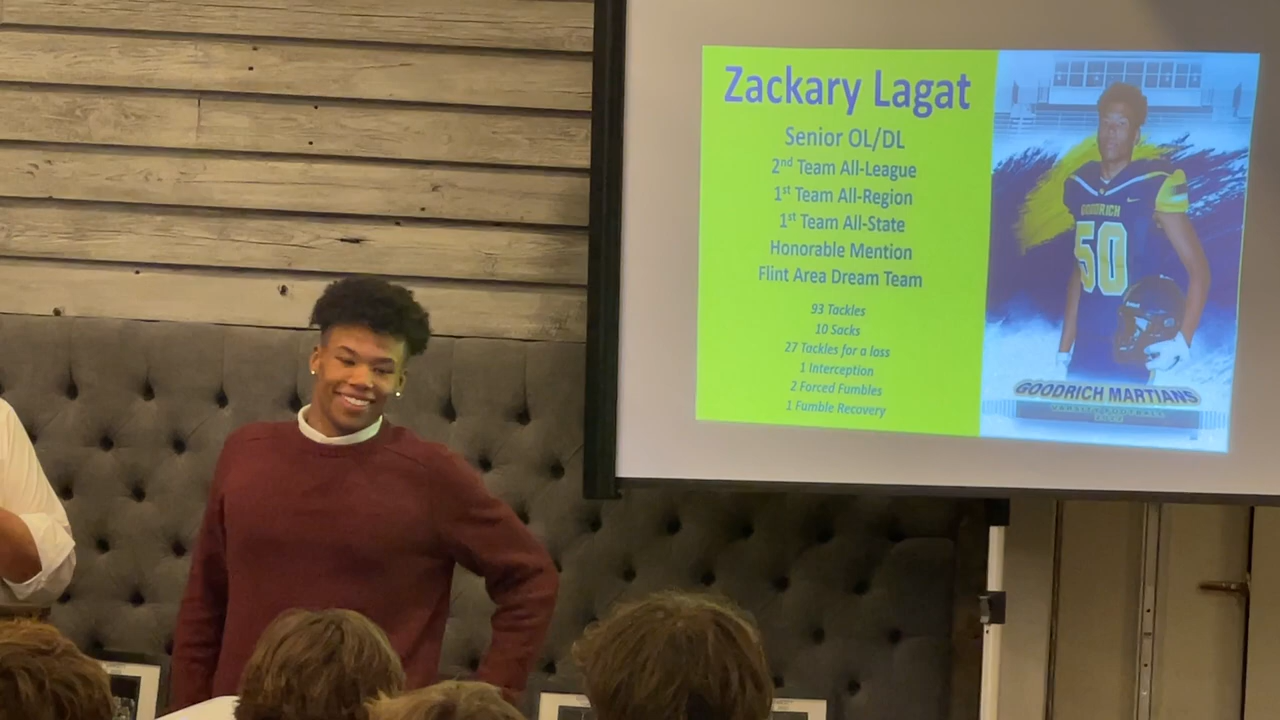 Zackary Lagat
Senior OL/DL
2nd Team All-League
1st Team All-Region
1st Team All-State
Honorable Mention
Flint Area Dream Team
93 Tackles
10 Sacks
27 Tackles for a loss
1 Interception
2 Forced Fumbles
1 Fumble Recovery
GOODRICH
50
GOODRICH MARTIANS
VARSITY FOOTBALL